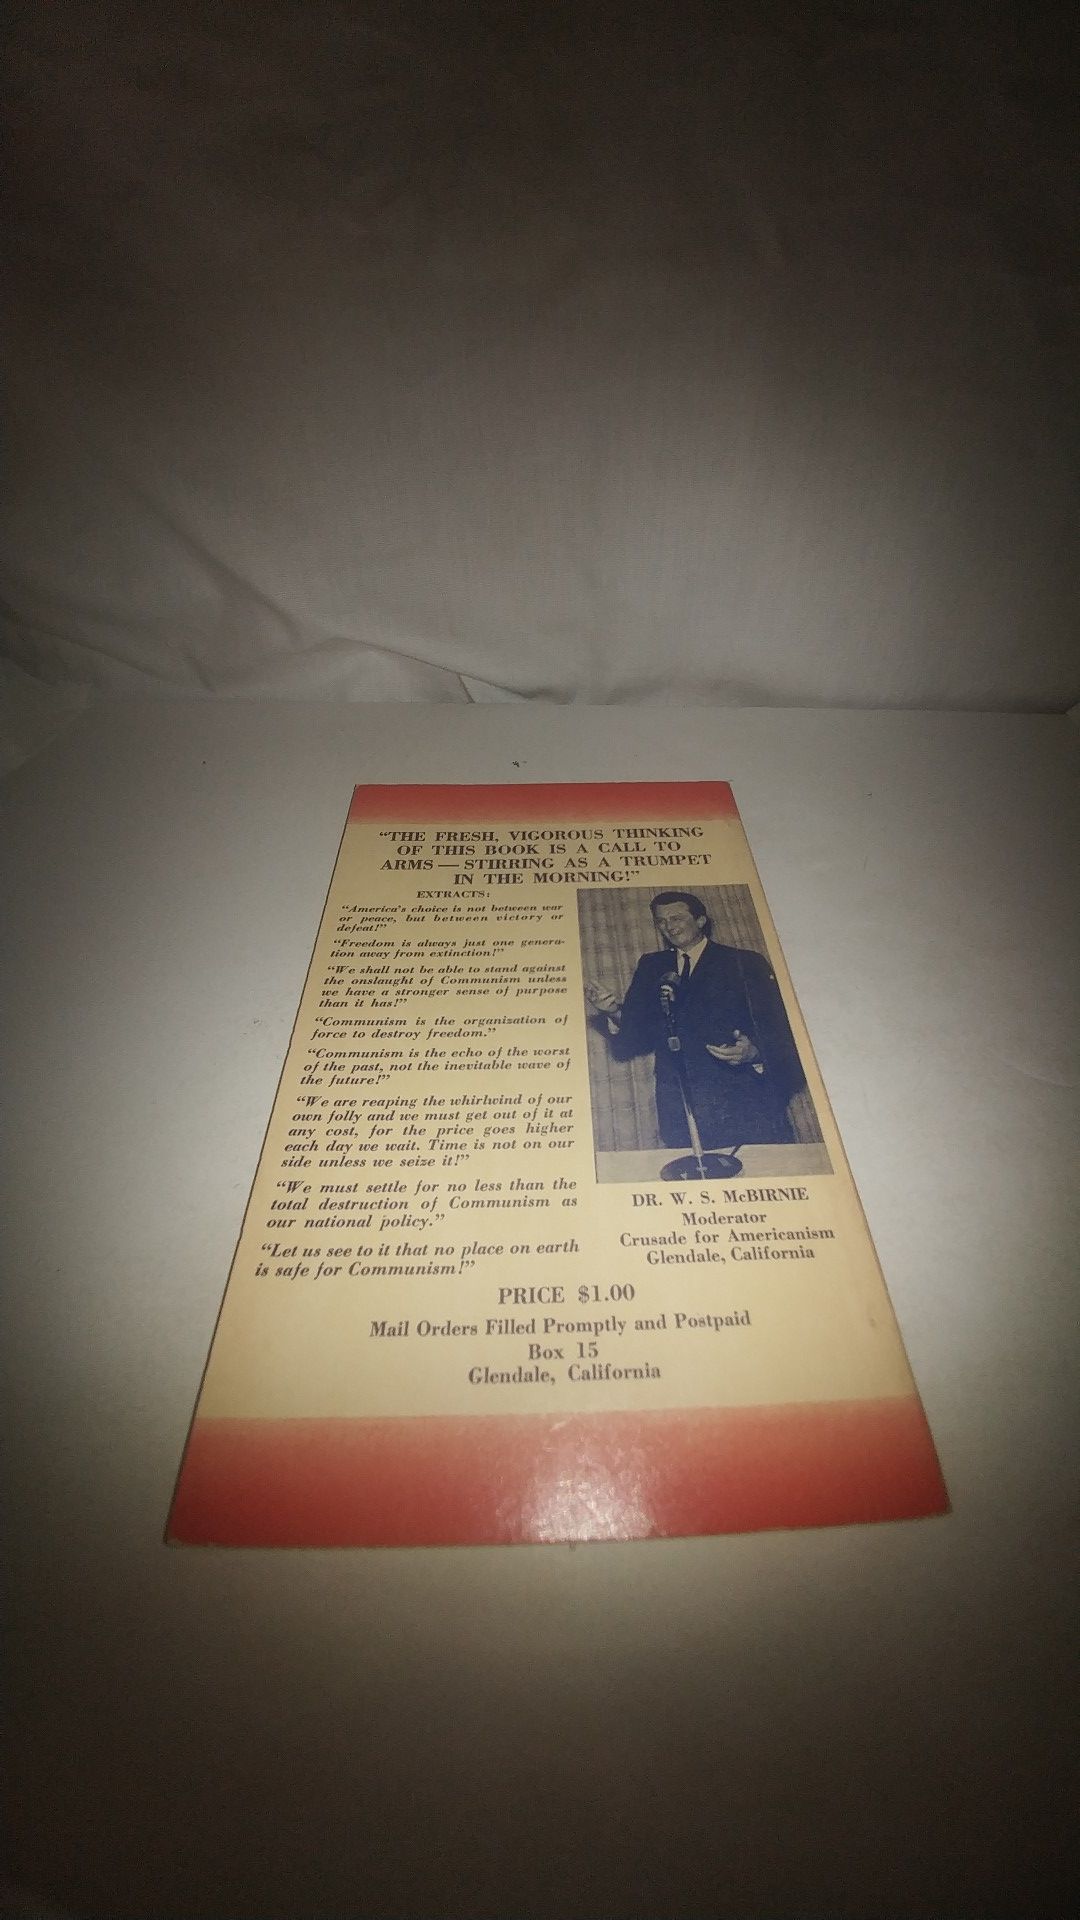 “THE FRESH, VIGOROUS THINKING
OF THIS BOOK IS A CALL TO
ARMS — STIRRING AS A TRUMPET
IN THE MORNING!”
EXTRACTS:
“America's choice is not between war
or peace, but between victory or
defeat!”
“Freedom is always just one genera-
tion away from extinction!”
“We shall not be able to stand against
the onslaught of Communism unless
we have a stronger sense of purpose
than it has!”
“Communism is the organization of
force to destroy freedom.”
“Communism is the echo of the worst
of the past, not the inevitable wave of
the future!”
“We are reaping the whirlwind of our
own folly and we must get out of it at
any cost, for the price goes higher
each day we wait. Time is not on our
side unless we seize it!”
“We must settle for no less than the
total destruction of Communism as
our national policy.”
“Let us see to it that no place on earth
is safe for Communism!”
DR. W. S. McBIRNIE
Moderator
Crusade for Americanism
Glendale, California
PRICE $1.00
Mail Orders Filled Promptly and Postpaid
Box 15
Glendale, California